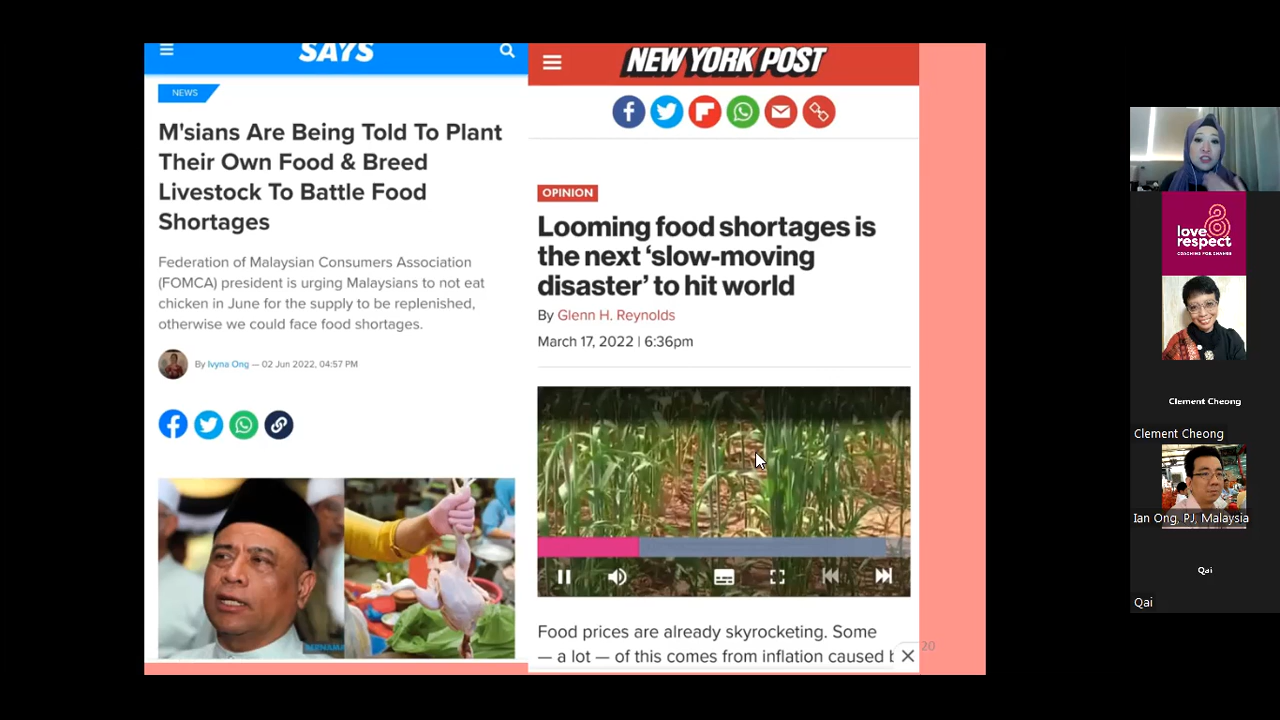 SAYS
NEWS
M'sians Are Being Told To Plant
Their Own Food & Breed
Livestock To Battle Food
Shortages
Federation of Malaysian Consumers Association
(FOMCA) president is urging Malaysians to not eat
chicken in June for the supply to be replenished,
otherwise we could face food shortages.
By Ivyna Ong — 02 Jun 2022, 04:57 PM
BERNAMA
NEW YORK POST
OPINION
Looming food shortages is
the next ‘slow-moving
disaster’ to hit world
By Glenn H. Reynolds
March 17, 2022 | 6:36pm
Food prices are already skyrocketing. Some
— a lot — of this comes from inflation caused
20
love &
respect
COACHING FOR CHANGE
Clement Cheong
Clement Cheong
Ian Ong, PJ, Malaysia
Qai
Qai